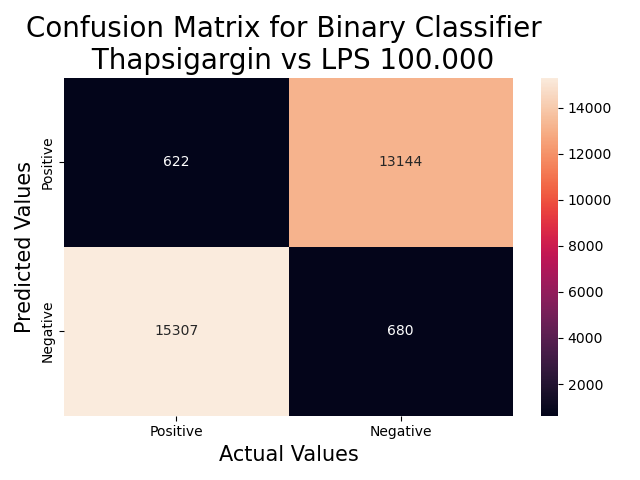 Confusion Matrix for Binary Classifier
Thapsigargin vs LPS 100.000
Predicted Values
Positive
Negative
622
13144
15307
680
Positive
Negative
Actual Values
14000
12000
10000
8000
6000
4000
2000